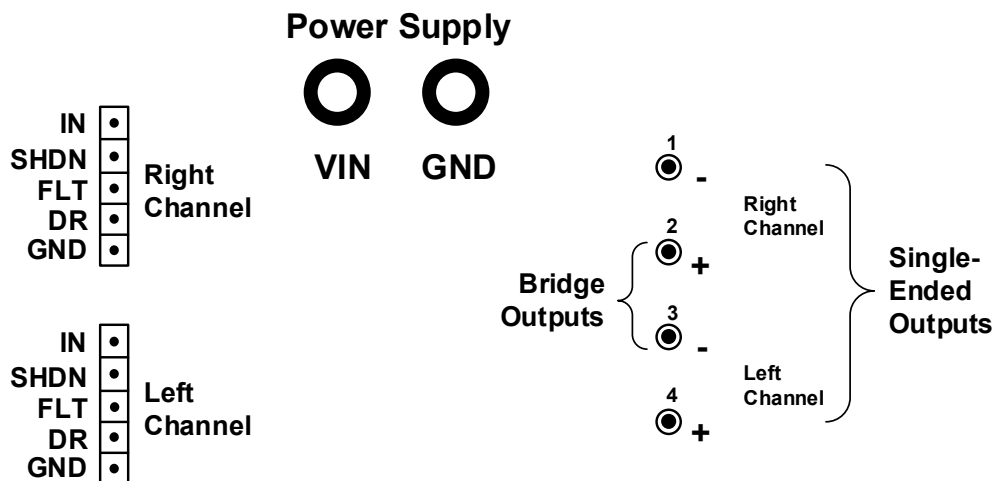 Power Supply
VIN
GND
IN
SHDN
FLT
DR
GND
Right
Channel
IN
SHDN
FLT
DR
GND
Left
Channel
1
-
Right
Channel
2
+
Bridge
Outputs
3
-
Left
Channel
4
+
Single-
Ended
Outputs